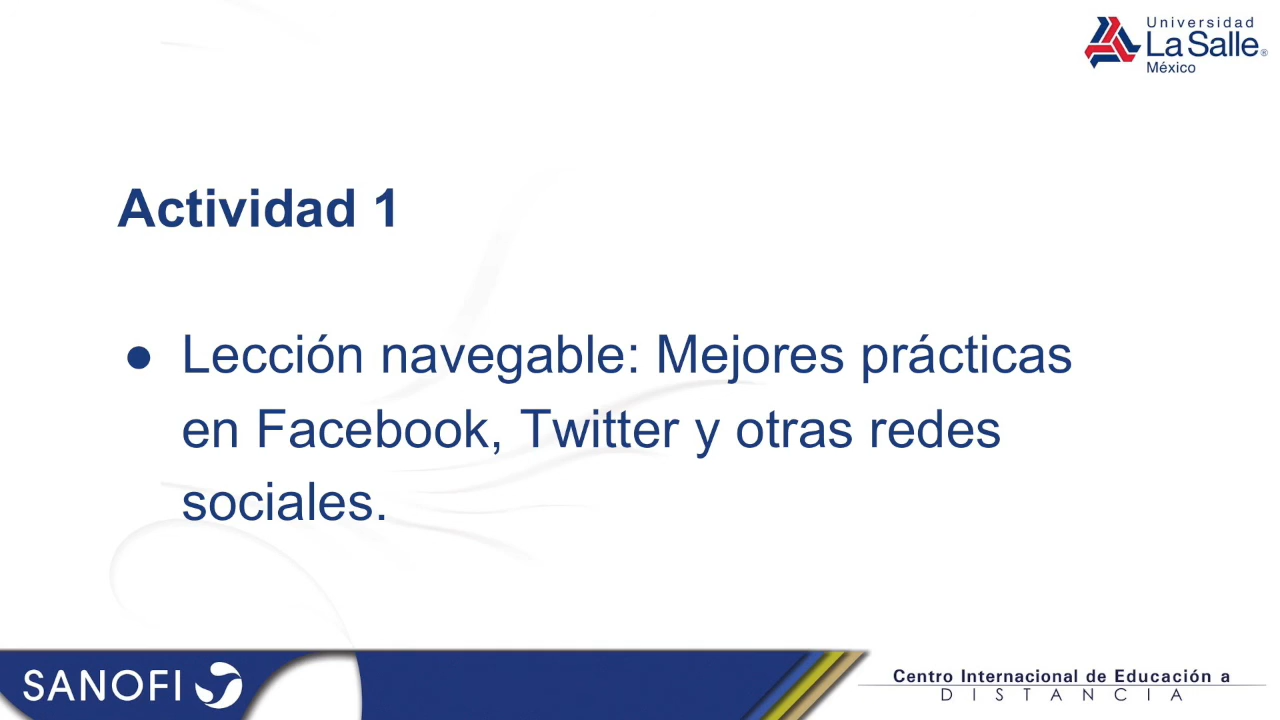 Universidad
La Salle®
México
Actividad 1
● Lección navegable: Mejores prácticas
en Facebook, Twitter y otras redes
sociales.
SANOFI
Centro Internacional de Educación a
DISTANCIA